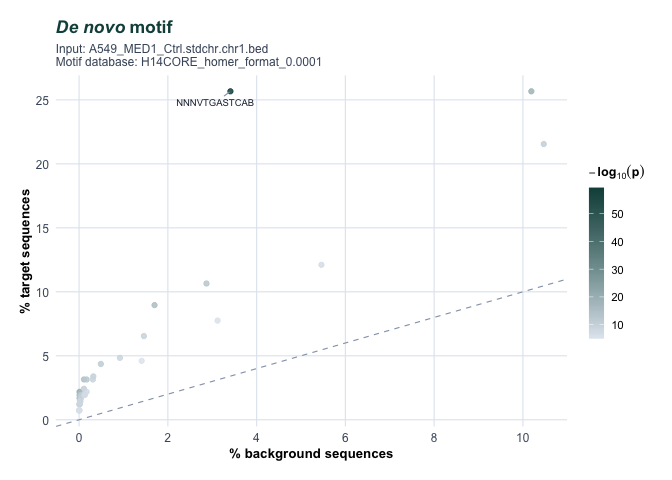 De novo motif
Input: A549_MED1_Ctrl.stdchr.chr1.bed
Motif database: H14CORE_homer_format_0.0001
25
20
15
10
5
0
% target sequences
NNNVTGASTCAB
0 2 4 6 8 10
% background sequences
−log10(p)
50
40
30
20
10